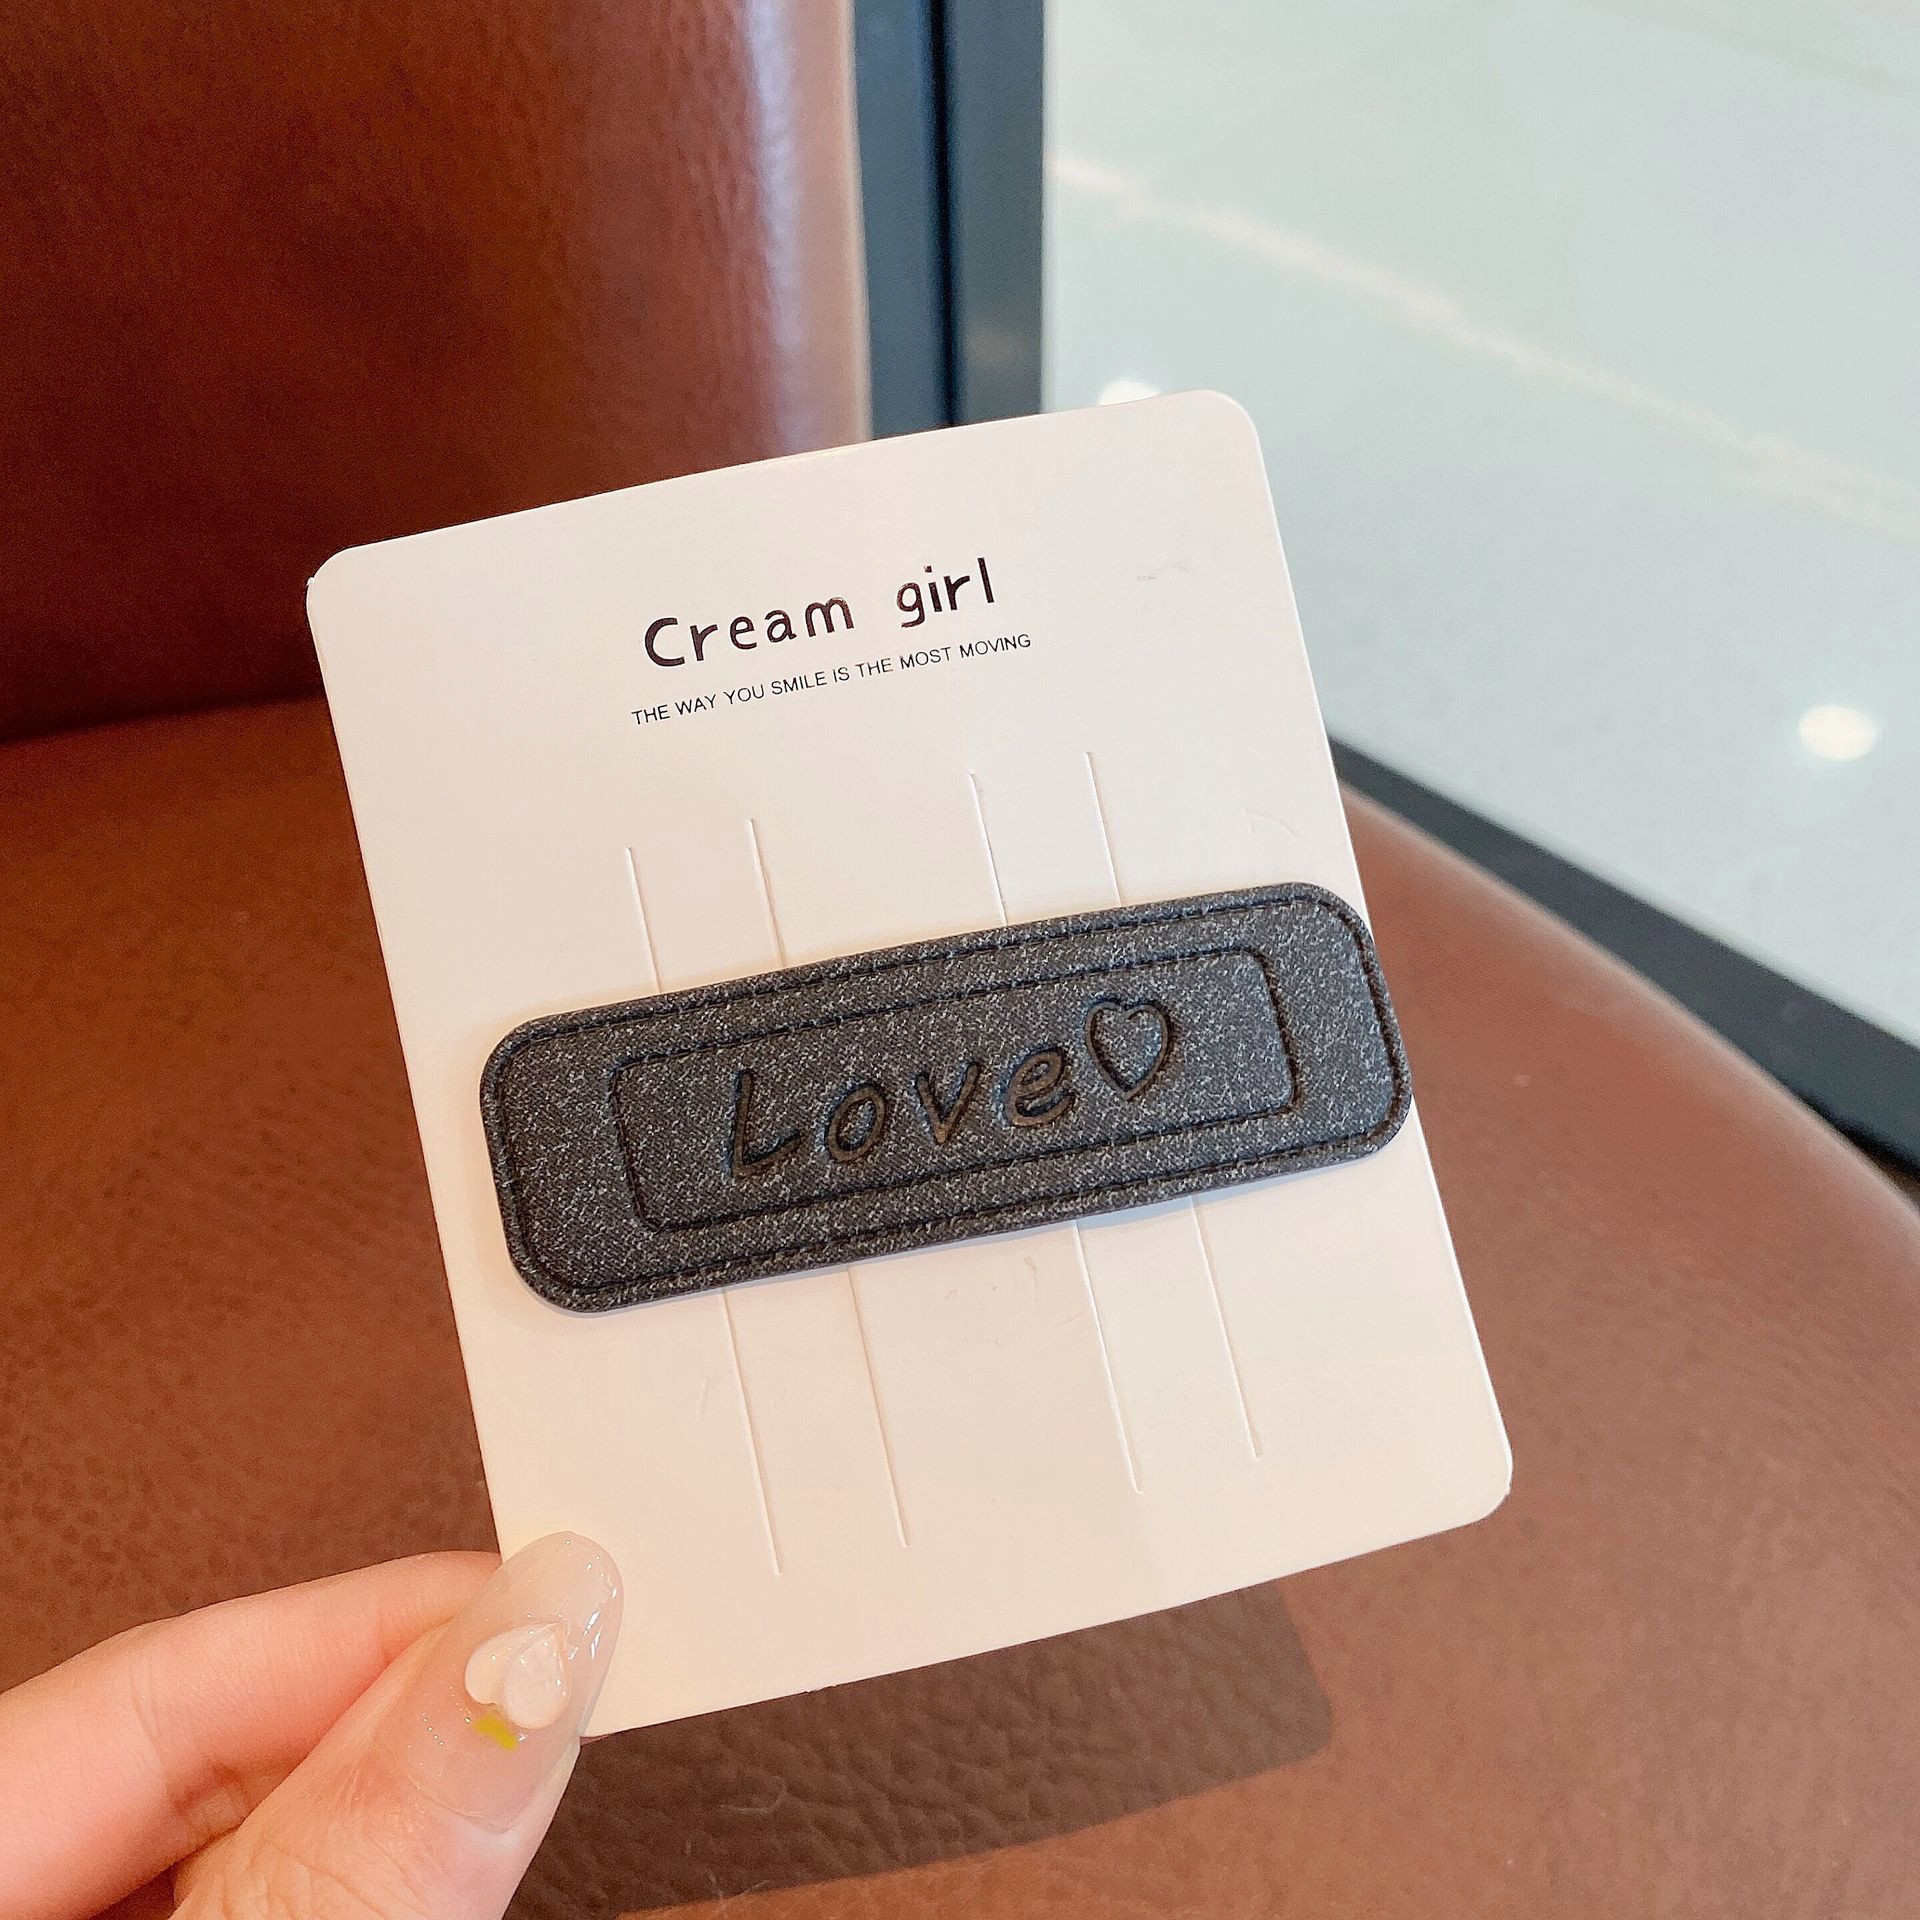 Cream girl
THE WAY YOU SMILE IS THE MOST MOVING
Love♡